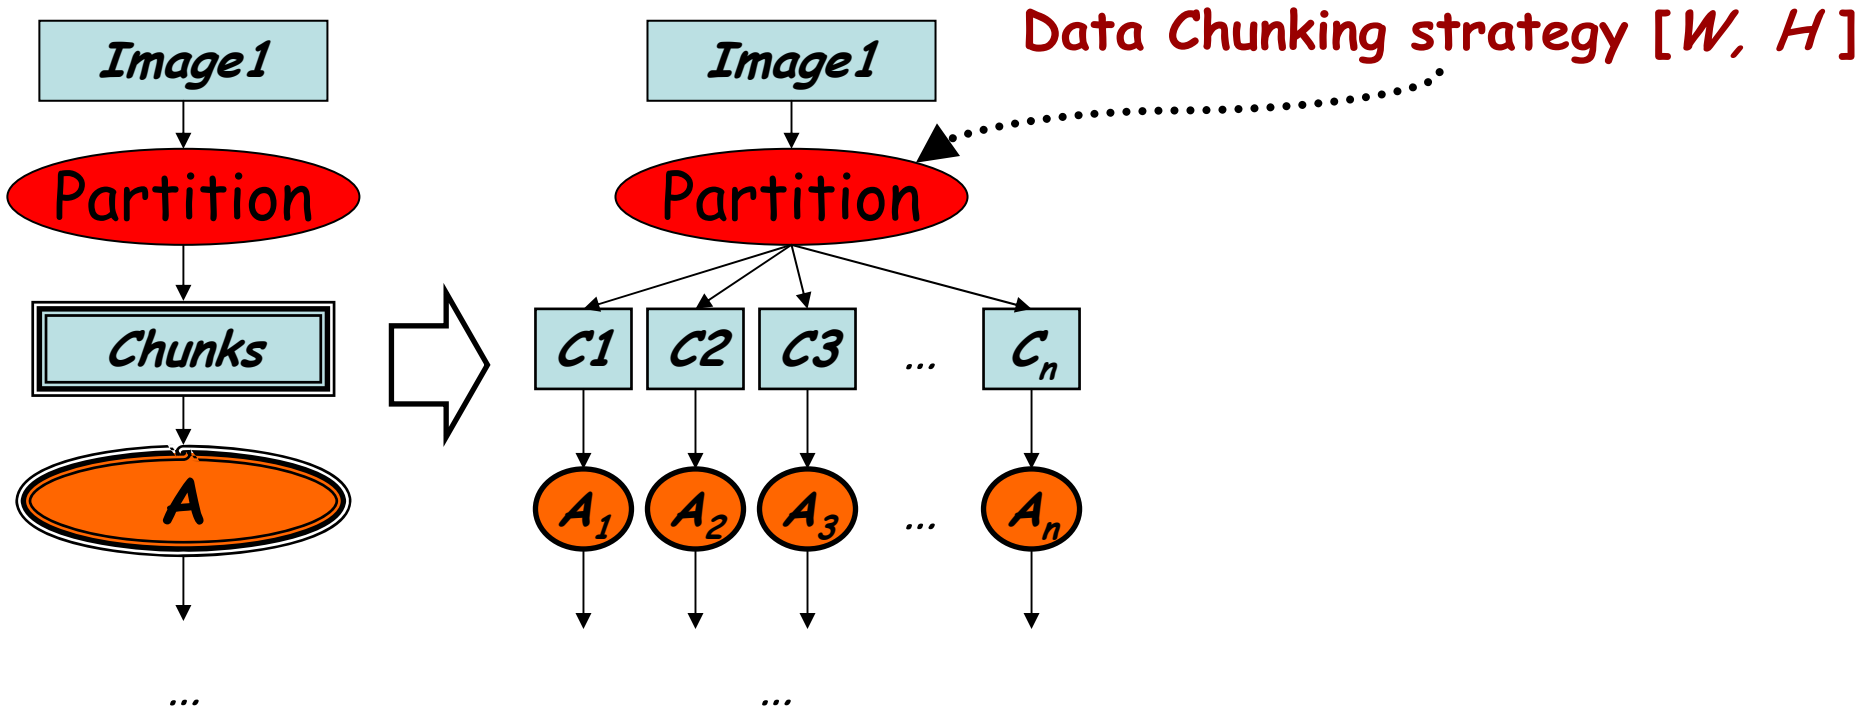 Data Chunking strategy [W, H]
Image1
Image1
Partition
Partition
Chunks
C1 C2 C3 ... Cn
A
A1 A2 A3 ... An
... ...